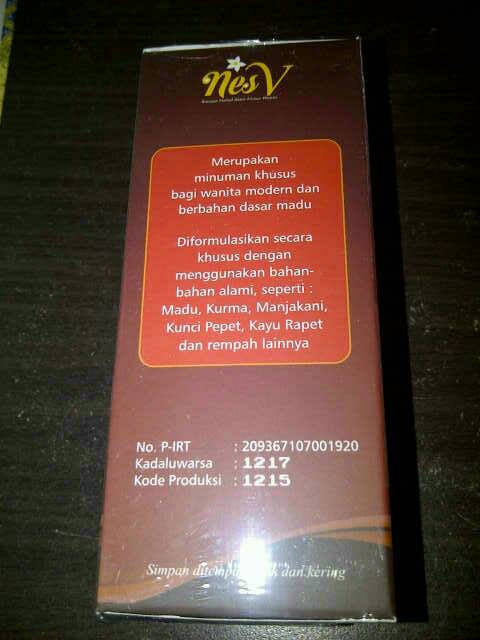 nesV
Merupakan
minuman khusus
bagi wanita modern dan
berbahan dasar madu
Diformulasikan secara
khusus dengan
menggunakan bahan-
bahan alami, seperti :
Madu, Kurma, Manjakani,
Kunci Pepet, Kayu Rapet
dan rempah lainnya
No. P-IRT : 209367107001920
Kadaluwarsa : 1217
Kode Produksi : 1215
Simpan dan kering